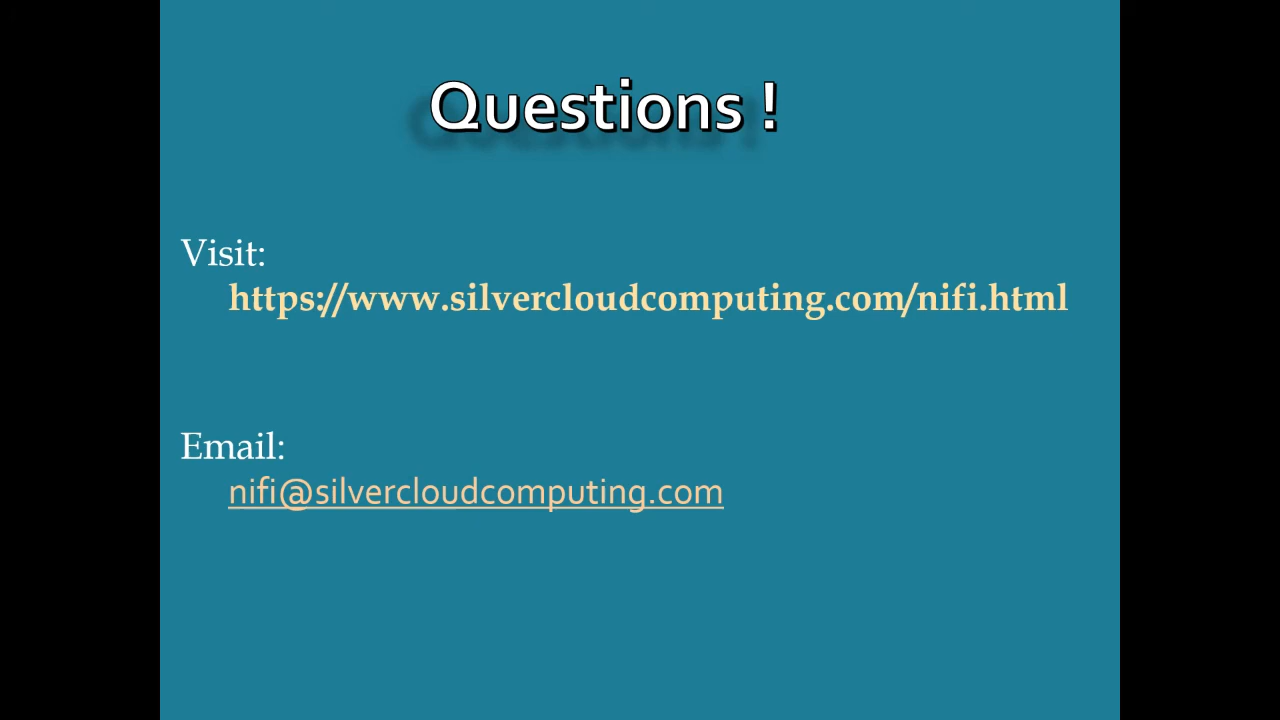 Questions !
Visit:
https://www.silvercloudcomputing.com/nifi.html
Email:
nifi@silvercloudcomputing.com